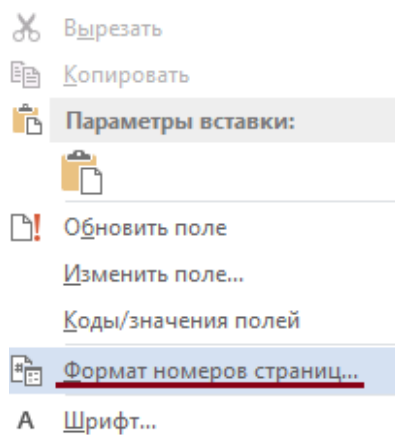 Вырезать
Копировать
Параметры вставки:
Обновить поле
Изменить поле...
Коды/значения полей
Формат номеров страниц...
Шрифт...